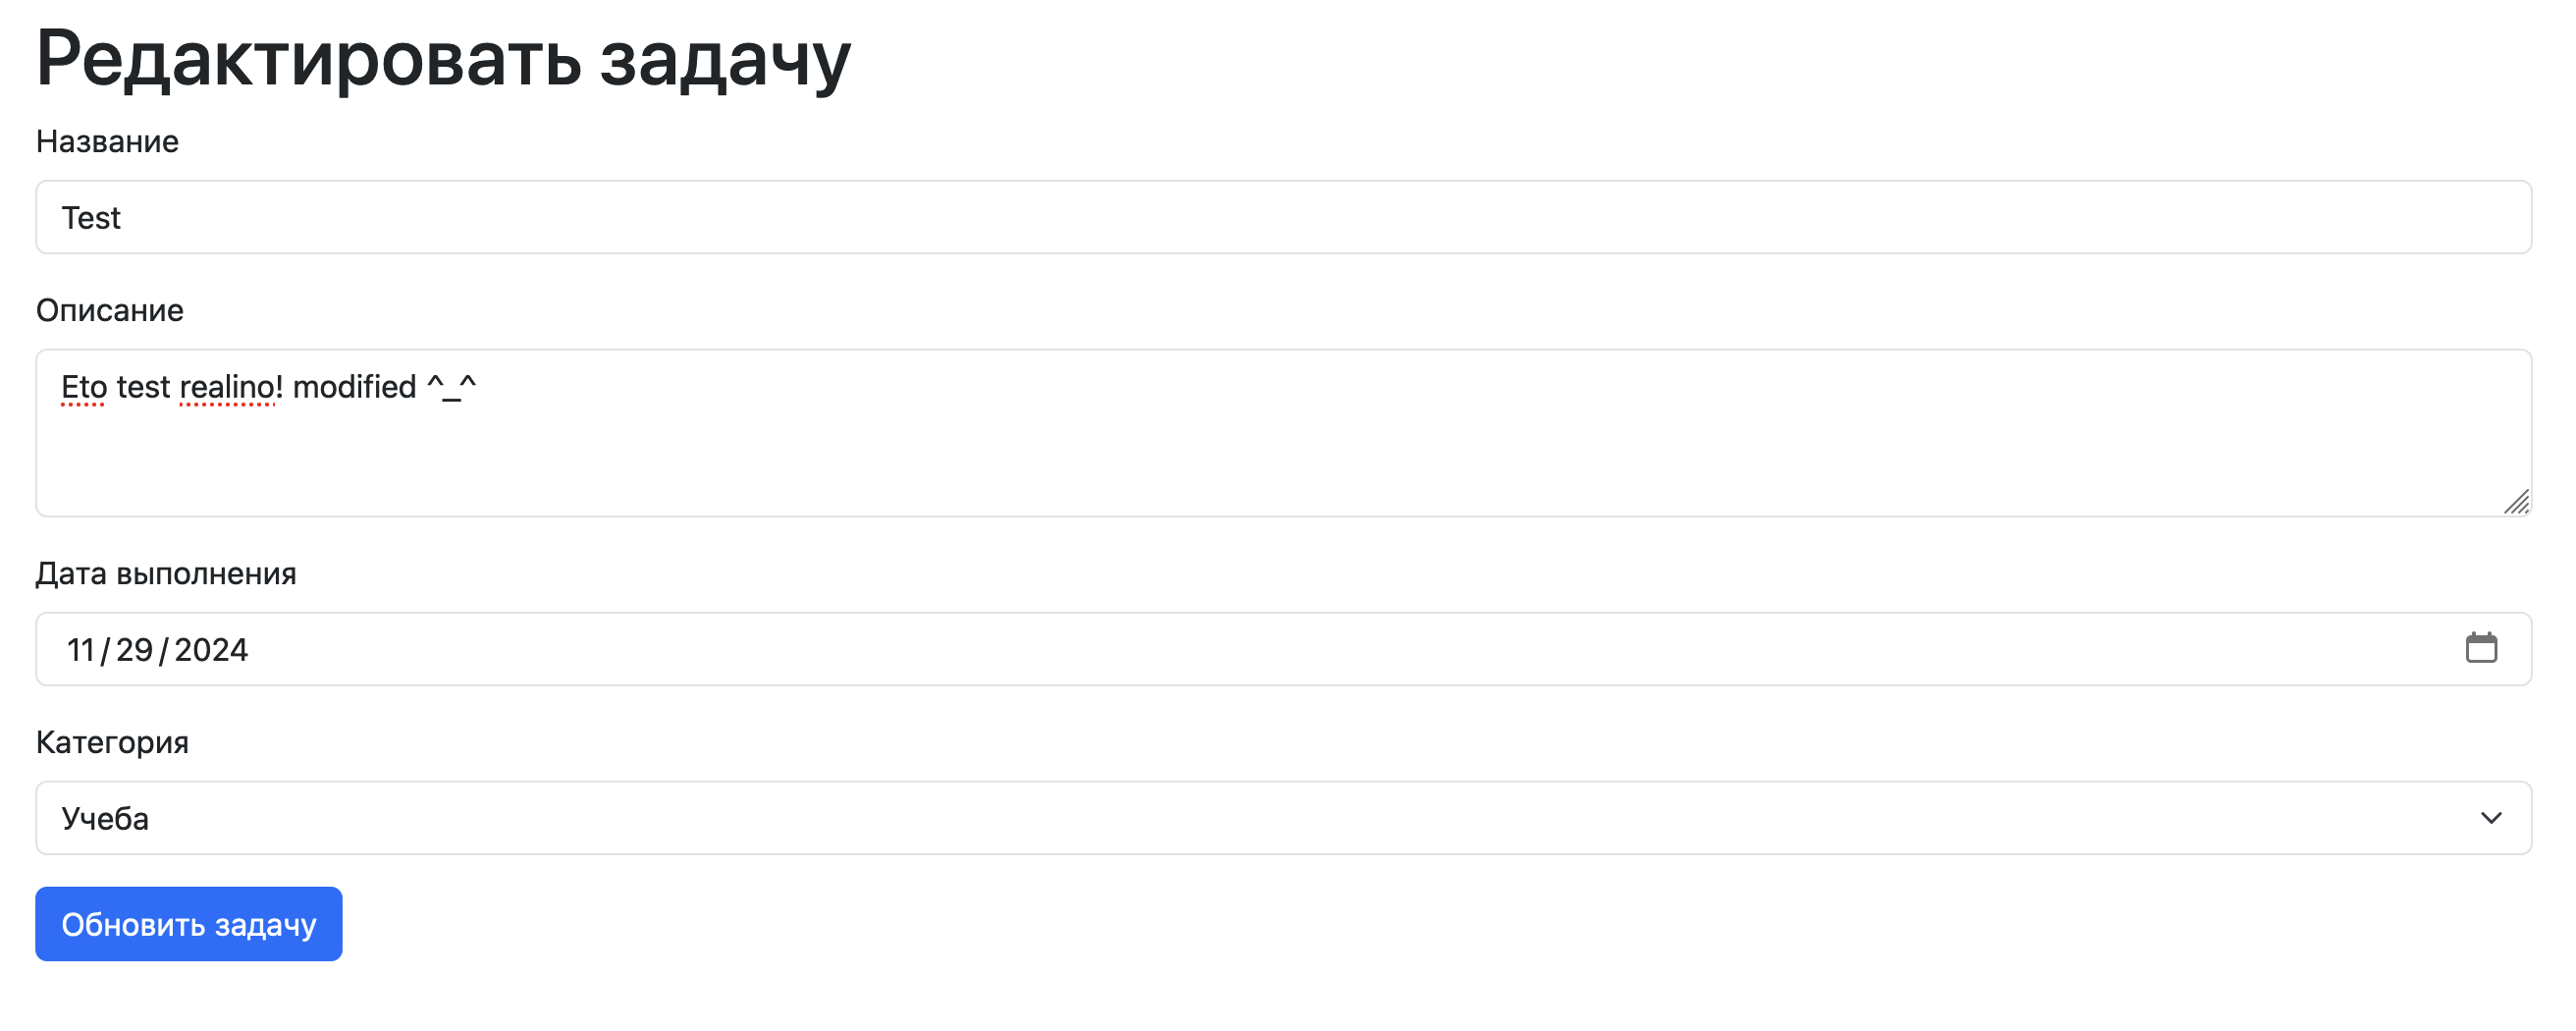 Редактировать задачу
Название
Test
Описание
Eto test realino! modified ^_^
Дата выполнения
11/29/2024
Категория
Учеба
Обновить задачу